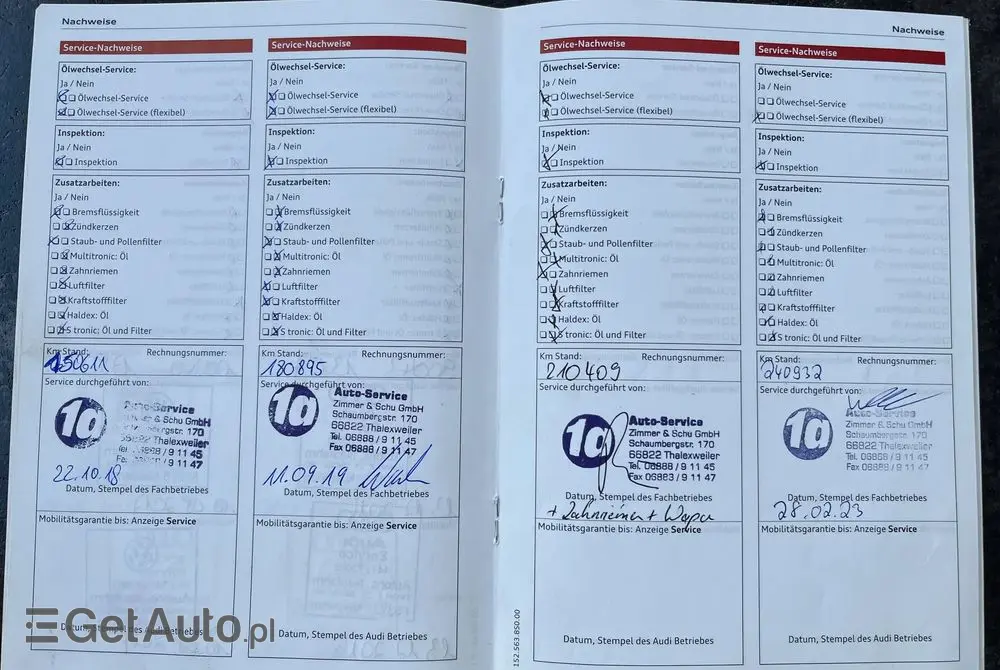 Nachweise
Service-Nachweise
Ölwechsel-Service:
Ja / Nein
Ölwechsel-Service
Ölwechsel-Service (flexibel)
Inspektion:
Ja / Nein
Inspektion
Zusatzarbeiten:
Ja / Nein
Bremsflüssigkeit
Zündkerzen
Staub- und Pollenfilter
Multitronic: Öl
Zahnriemen
Luftfilter
Kraftstofffilter
Haldex: Öl
S tronic: Öl und Filter
Km Stand: Rechnungsnummer:
150611
Service durchgeführt von:
1a Auto-Service
Zimmer & Schu GmbH
Schaumbergstr. 170
66822 Thalexweiler
Tel. 06888 / 9 11 45
Fax 06888 / 9 11 47
22.10.18
Datum, Stempel des Fachbetriebes
Mobilitätsgarantie bis: Anzeige Service
Datum, Stempel des Audi Betriebes
Service-Nachweise
Ölwechsel-Service:
Ja / Nein
Ölwechsel-Service
Ölwechsel-Service (flexibel)
Inspektion:
Ja / Nein
Inspektion
Zusatzarbeiten:
Ja / Nein
Bremsflüssigkeit
Zündkerzen
Staub- und Pollenfilter
Multitronic: Öl
Zahnriemen
Luftfilter
Kraftstofffilter
Haldex: Öl
S tronic: Öl und Filter
Km Stand: Rechnungsnummer:
180895
Service durchgeführt von:
1a Auto-Service
Zimmer & Schu GmbH
Schaumbergstr. 170
66822 Thalexweiler
Tel. 06888 / 9 11 45
Fax 06888 / 9 11 47
11.09.19
Datum, Stempel des Fachbetriebes
Mobilitätsgarantie bis: Anzeige Service
Datum, Stempel des Audi Betriebes
152.563.850.00
Nachweise
Service-Nachweise
Ölwechsel-Service:
Ja / Nein
Ölwechsel-Service
Ölwechsel-Service (flexibel)
Inspektion:
Ja / Nein
Inspektion
Zusatzarbeiten:
Ja / Nein
Bremsflüssigkeit
Zündkerzen
Staub- und Pollenfilter
Multitronic: Öl
Zahnriemen
Luftfilter
Kraftstofffilter
Haldex: Öl
S tronic: Öl und Filter
Km Stand: Rechnungsnummer:
210409
Service durchgeführt von:
1a Auto-Service
Zimmer & Schu GmbH
Schaumbergstr. 170
66822 Thalexweiler
Tel. 06888 / 9 11 45
Fax 06883 / 9 11 47
Datum, Stempel des Fachbetriebes
+ Zahnriemen + Wapu
Mobilitätsgarantie bis: Anzeige Service
Datum, Stempel des Audi Betriebes
Service-Nachweise
Ölwechsel-Service:
Ja / Nein
Ölwechsel-Service
Ölwechsel-Service (flexibel)
Inspektion:
Ja / Nein
Inspektion
Zusatzarbeiten:
Ja / Nein
Bremsflüssigkeit
Zündkerzen
Staub- und Pollenfilter
Multitronic: Öl
Zahnriemen
Luftfilter
Kraftstofffilter
Haldex: Öl
S tronic: Öl und Filter
Km Stand: Rechnungsnummer:
240932
Service durchgeführt von:
1a Auto-Service
Zimmer & Schu GmbH
Schaumbergstr. 170
66822 Thalexweiler
Tel. 06888 / 9 11 45
Fax 06888 / 9 11 47
Datum, Stempel des Fachbetriebes
28.02.23
Mobilitätsgarantie bis: Anzeige Service
Datum, Stempel des Audi Betriebes
GetAuto.pl